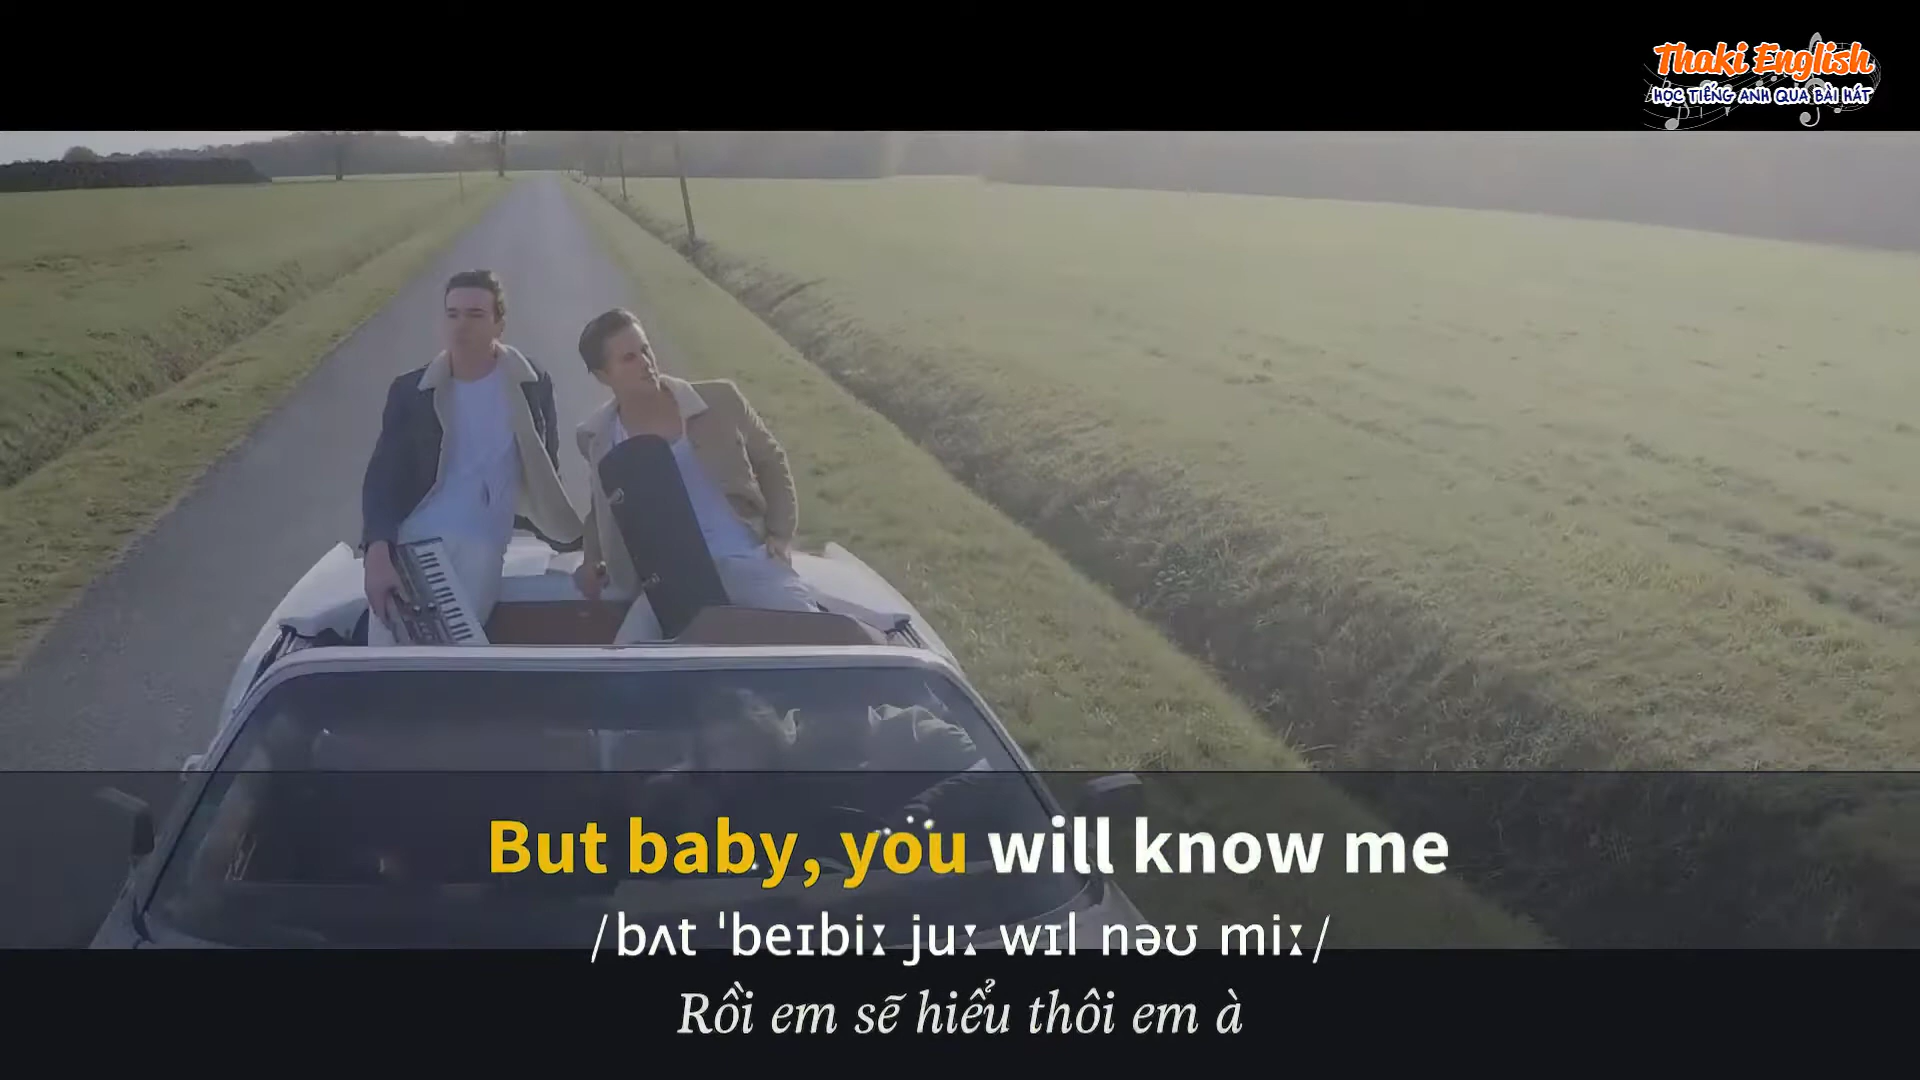 Thaki English
HỌC TIẾNG ANH QUA BÀI HÁT
But baby, you will know me
/bʌt ˈbeɪbiː juː wɪl nəʊ miː/
Rồi em sẽ hiểu thôi em à